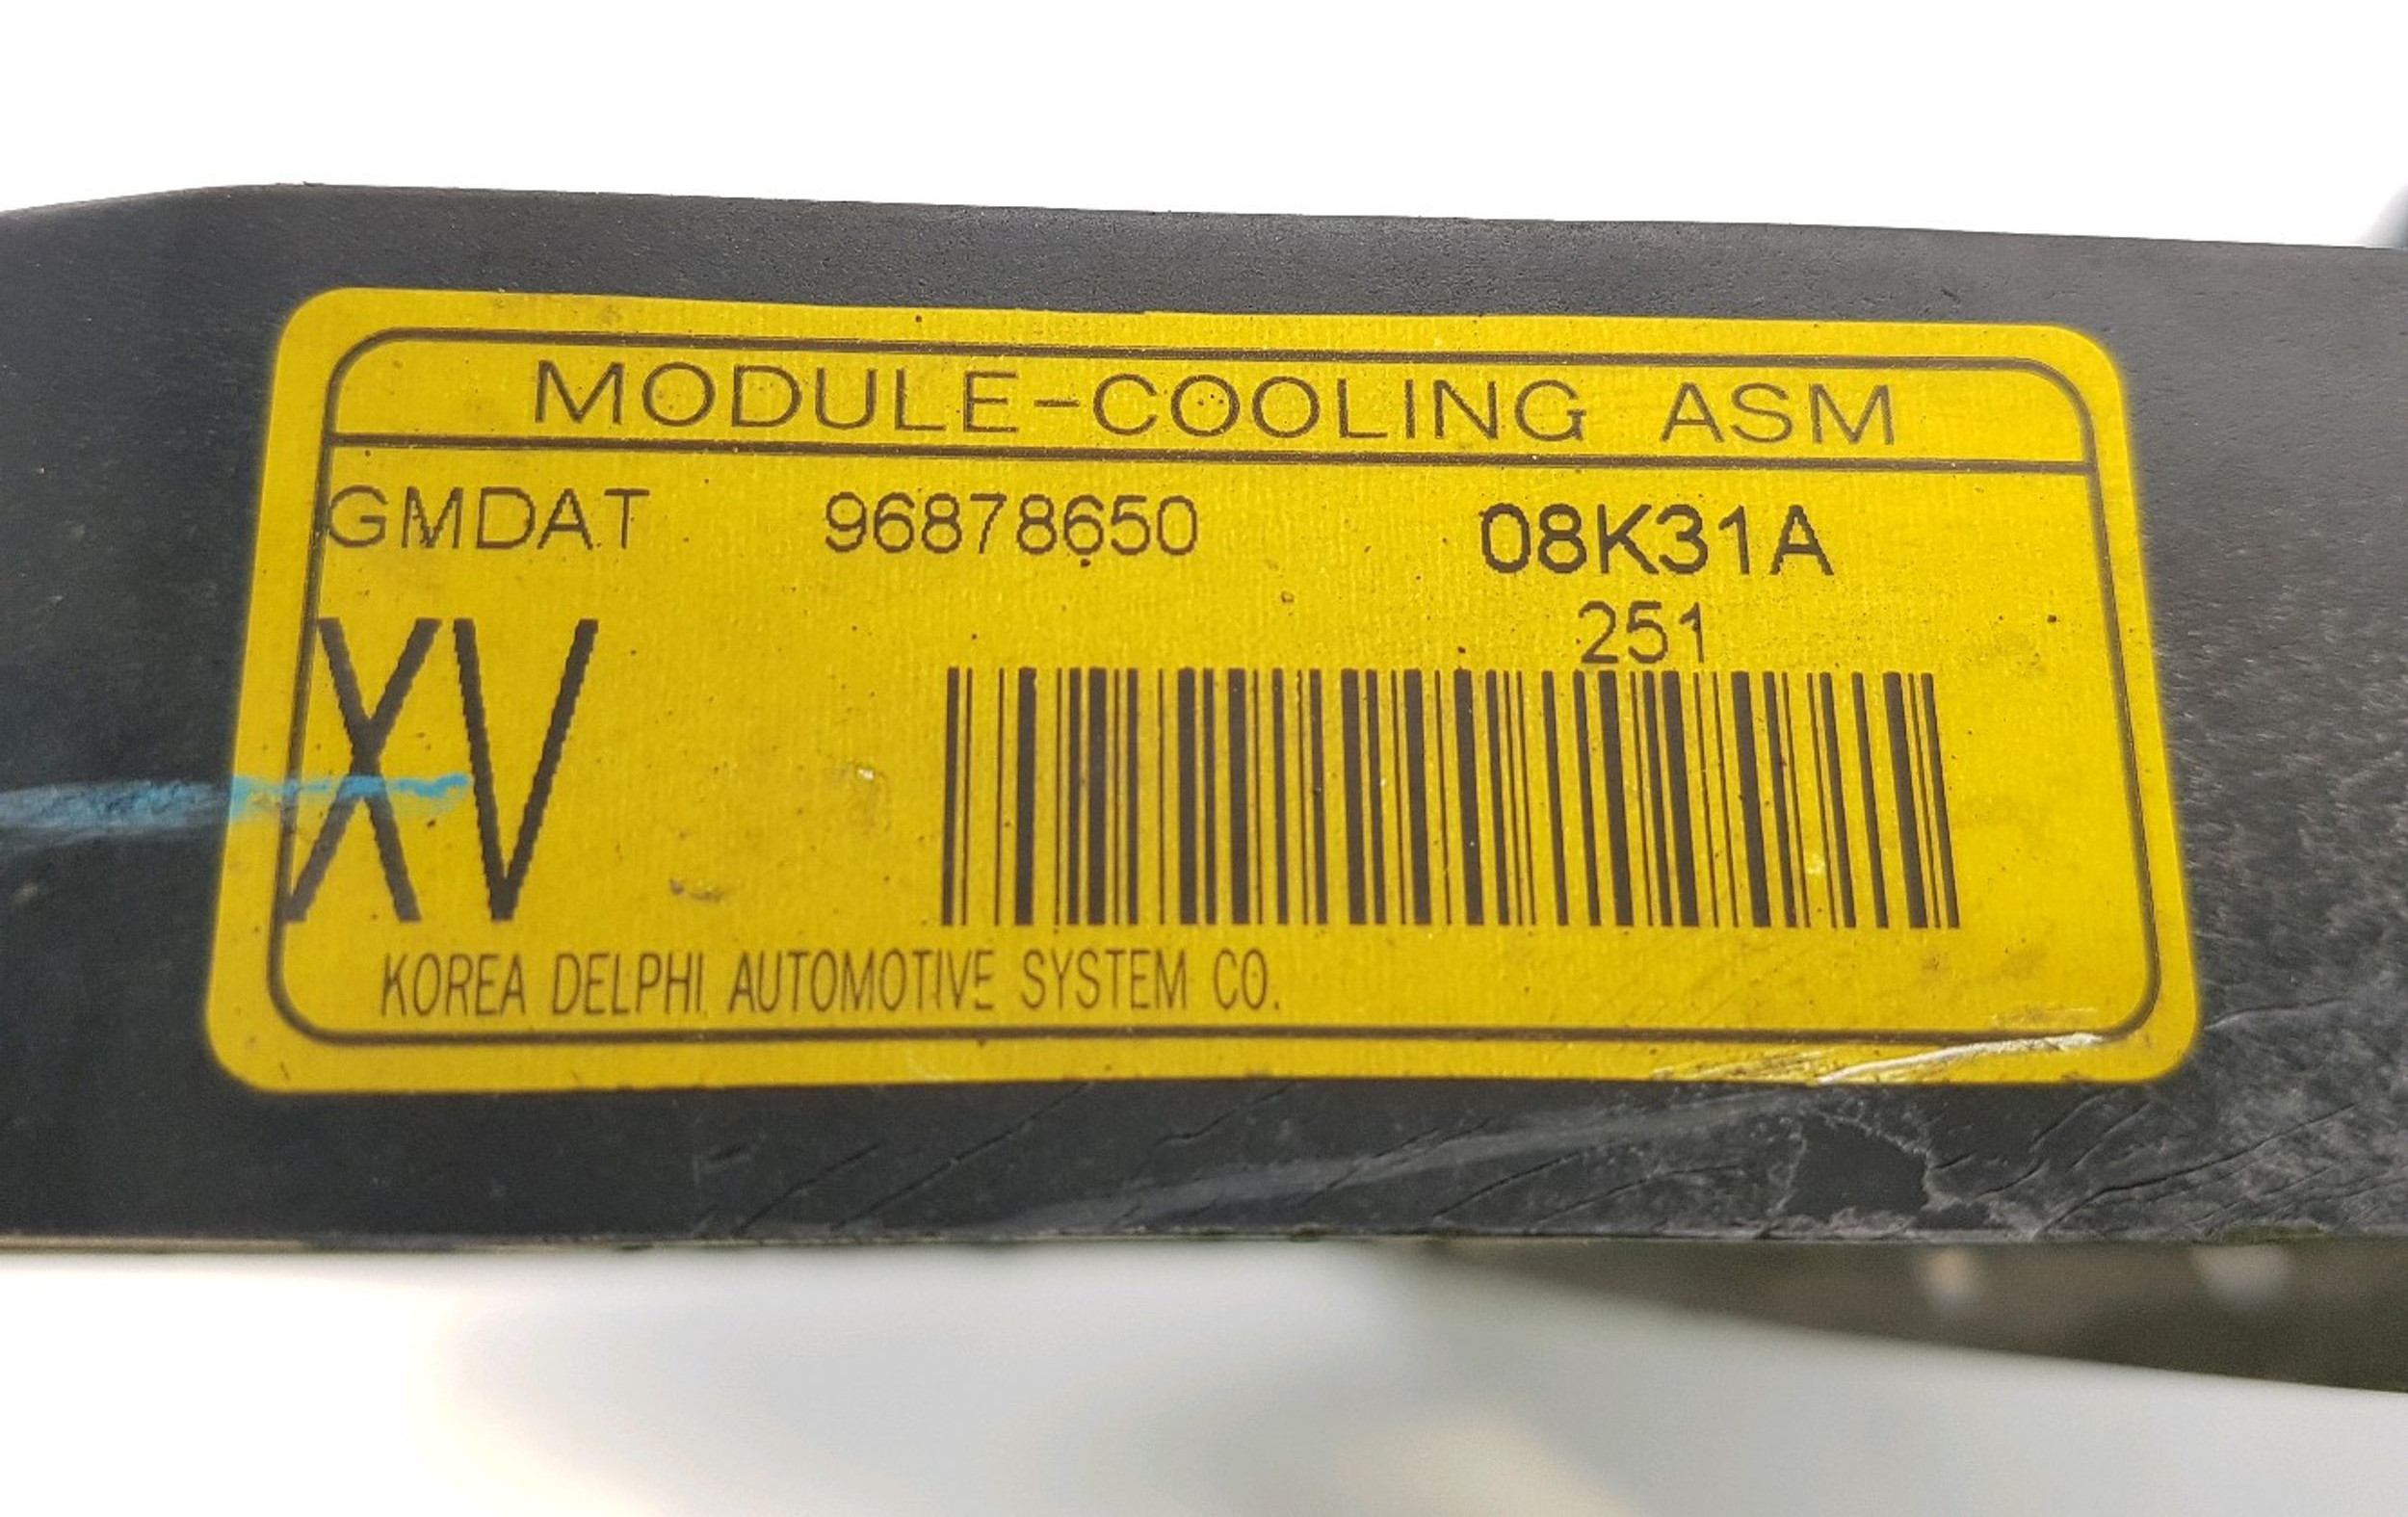 MODULE-COOLING ASM
GMDAT 96878650 08K31A
251
XV
KOREA DELPHI AUTOMOTIVE SYSTEM CO.